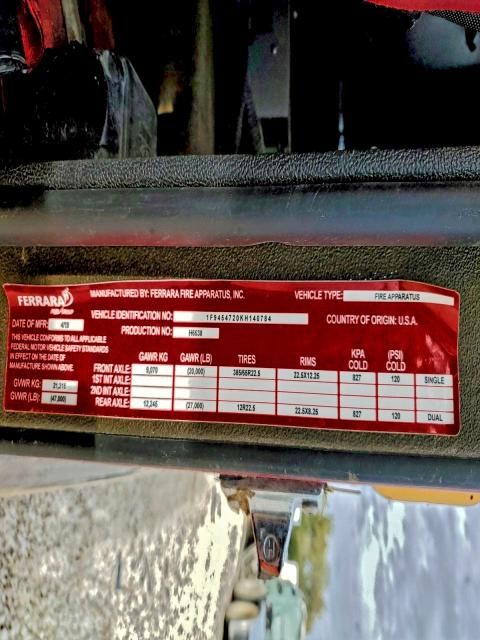 FERRARA
MANUFACTURED BY: FERRARA FIRE APPARATUS, INC. VEHICLE TYPE: FIRE APPARATUS
VEHICLE IDENTIFICATION NO: 1F9454720KH140784 COUNTRY OF ORIGIN: U.S.A.
DATE OF MFR: PRODUCTION NO: H6638
THIS VEHICLE CONFORMS TO ALL APPLICABLE
FEDERAL MOTOR VEHICLE SAFETY STANDARDS
IN EFFECT ON THE DATE OF
MANUFACTURE SHOWN ABOVE.
GVWR KG: 21,315
GVWR (LB): (47,000)
GAWR KG GAWR (LB) TIRES RIMS KPA COLD (PSI) COLD
FRONT AXLE: 9,070 (20,000) 385/65R22.5 22.5X12.25 827 120 SINGLE
1ST INT AXLE:
2ND INT AXLE:
REAR AXLE: 12,245 (27,000) 12R22.5 22.5X8.25 827 120 DUAL